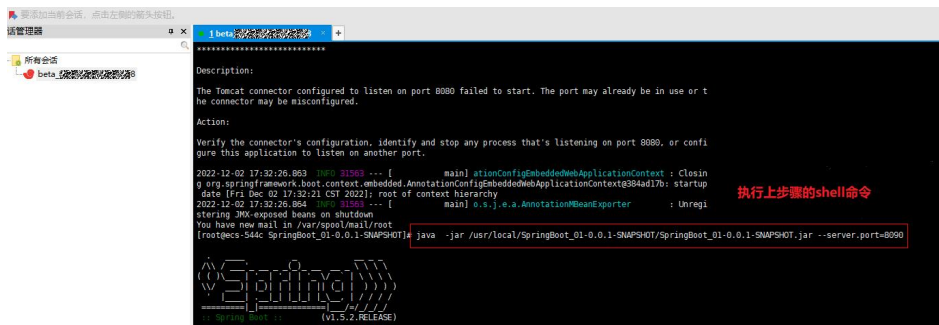 要添加当前会话，点击左侧的箭头按钮。
话管理器
1 beta
8
所有会话
beta_
8
**************************
Description:
The Tomcat connector configured to listen on port 8080 failed to start. The port may already be in use or t
he connector may be misconfigured.
Action:
Verify the connector's configuration, identify and stop any process that's listening on port 8080, or confi
gure this application to listen on another port.
2022-12-02 17:32:26.863 INFO 31563 --- [ main] ationConfigEmbeddedWebApplicationContext : Closin
g org.springframework.boot.context.embedded.AnnotationConfigEmbeddedWebApplicationContext@384ad17b: startup
date [Fri Dec 02 17:32:21 CST 2022]; root of context hierarchy
2022-12-02 17:32:26.864 INFO 31563 --- [ main] o.s.j.e.a.AnnotationMBeanExporter : Unregi
stering JMX-exposed beans on shutdown
You have new mail in /var/spool/mail/root
执行上步骤的shell命令
[root@ecs-544c SpringBoot_01-0.0.1-SNAPSHOT]# java -jar /usr/local/SpringBoot_01-0.0.1-SNAPSHOT/SpringBoot_01-0.0.1-SNAPSHOT.jar --server.port=8090
:: Spring Boot :: (v1.5.2.RELEASE)